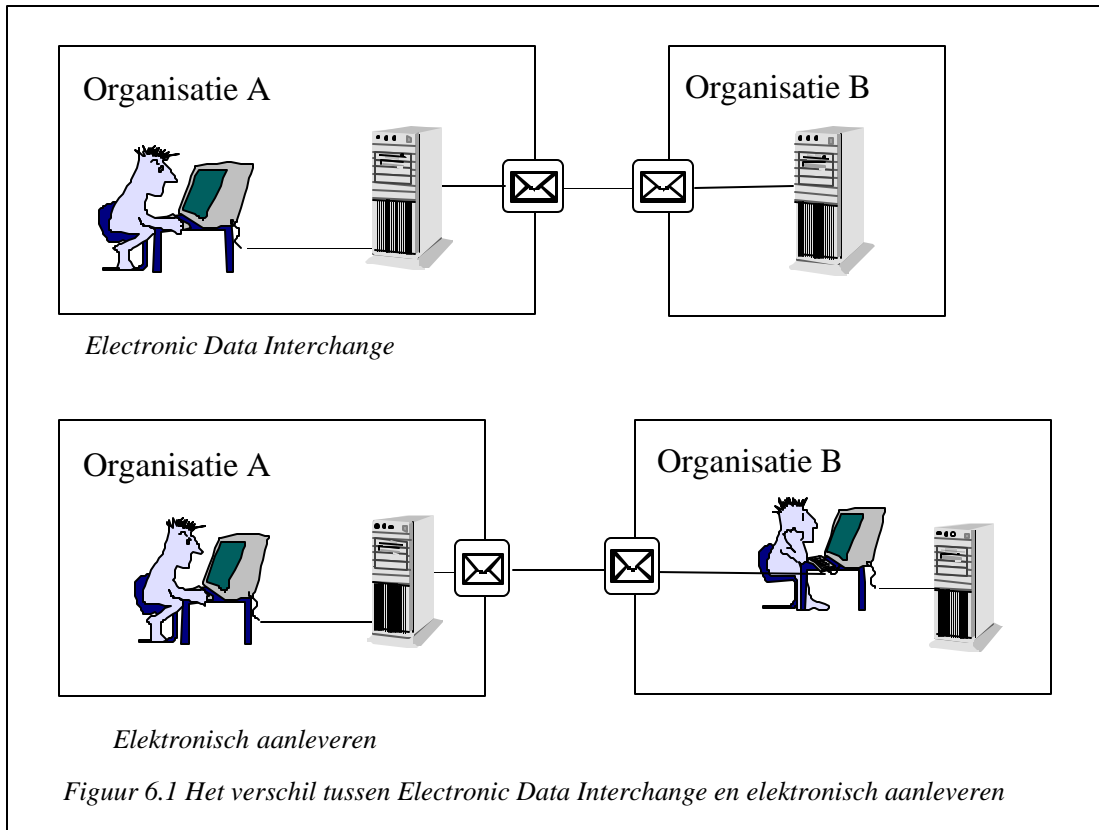 Organisatie A
Organisatie B
Electronic Data Interchange
Organisatie A
Organisatie B
Elektronisch aanleveren
Figuur 6.1 Het verschil tussen Electronic Data Interchange en elektronisch aanleveren